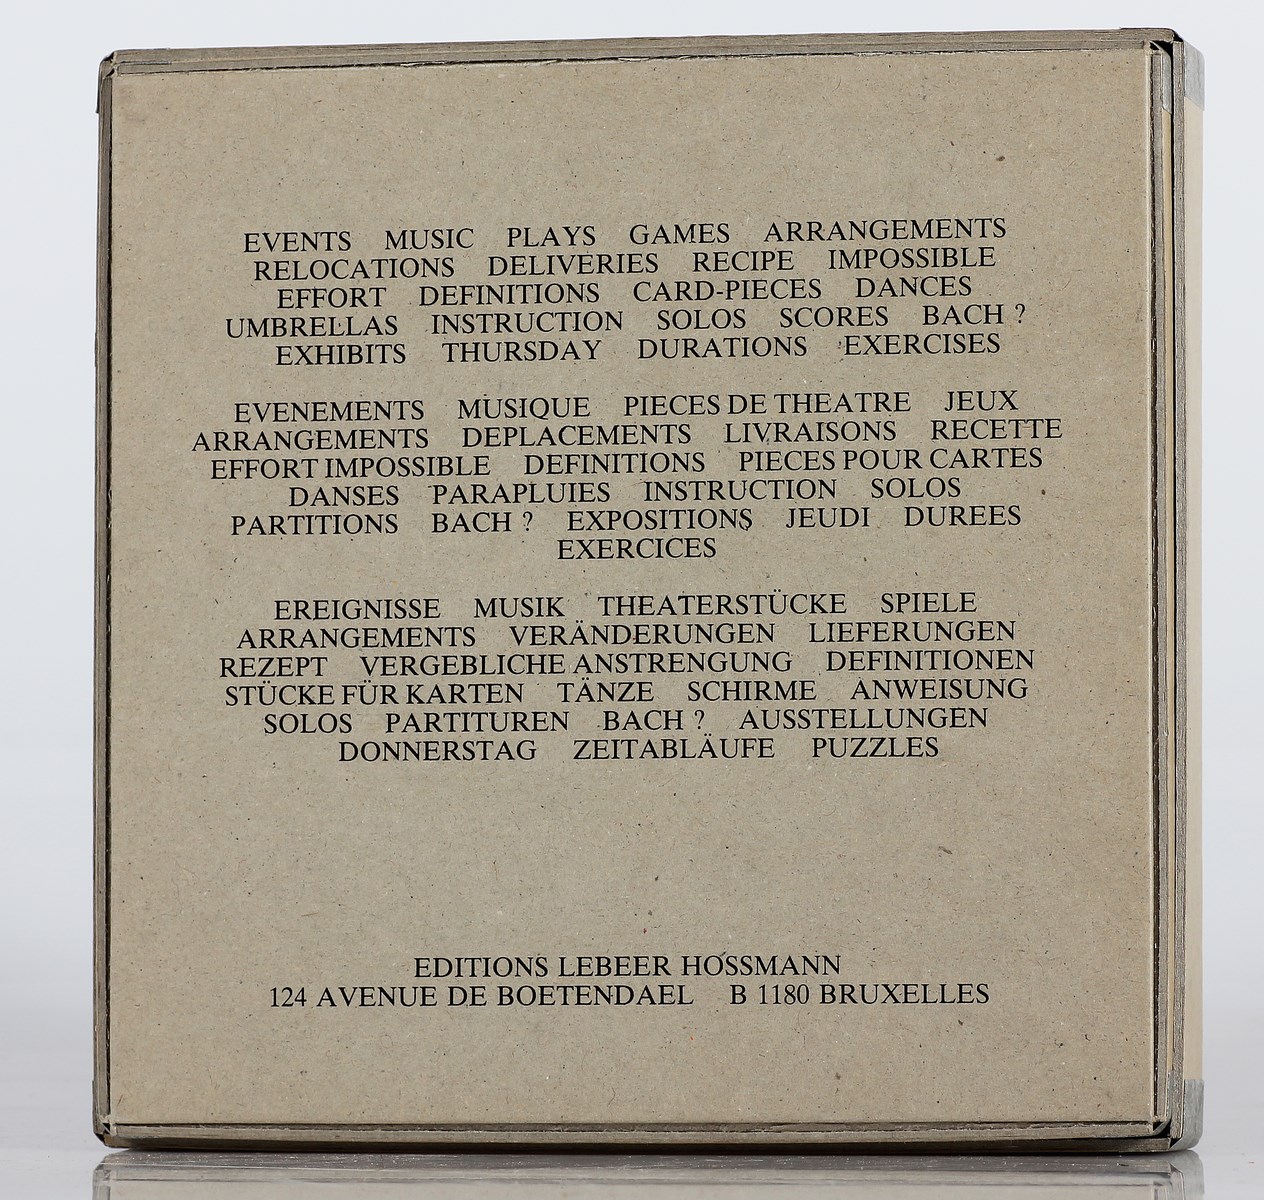 EVENTS MUSIC PLAYS GAMES ARRANGEMENTS
RELOCATIONS DELIVERIES RECIPE IMPOSSIBLE
EFFORT DEFINITIONS CARD-PIECES DANCES
UMBRELLAS INSTRUCTION SOLOS SCORES BACH ?
EXHIBITS THURSDAY DURATIONS EXERCISES
EVENEMENTS MUSIQUE PIECES DE THEATRE JEUX
ARRANGEMENTS DEPLACEMENTS LIVRAISONS RECETTE
EFFORT IMPOSSIBLE DEFINITIONS PIECES POUR CARTES
DANSES PARAPLUIES INSTRUCTION SOLOS
PARTITIONS BACH ? EXPOSITIONS JEUDI DUREES
EXERCICES
EREIGNISSE MUSIK THEATERSTÜCKE SPIELE
ARRANGEMENTS VERÄNDERUNGEN LIEFERUNGEN
REZEPT VERGEBLICHE ANSTRENGUNG DEFINITIONEN
STÜCKE FÜR KARTEN TÄNZE SCHIRME ANWEISUNG
SOLOS PARTITUREN BACH ? AUSSTELLUNGEN
DONNERSTAG ZEITABLÄUFE PUZZLES
EDITIONS LEBEER HOSSMANN
124 AVENUE DE BOETENDAEL B 1180 BRUXELLES